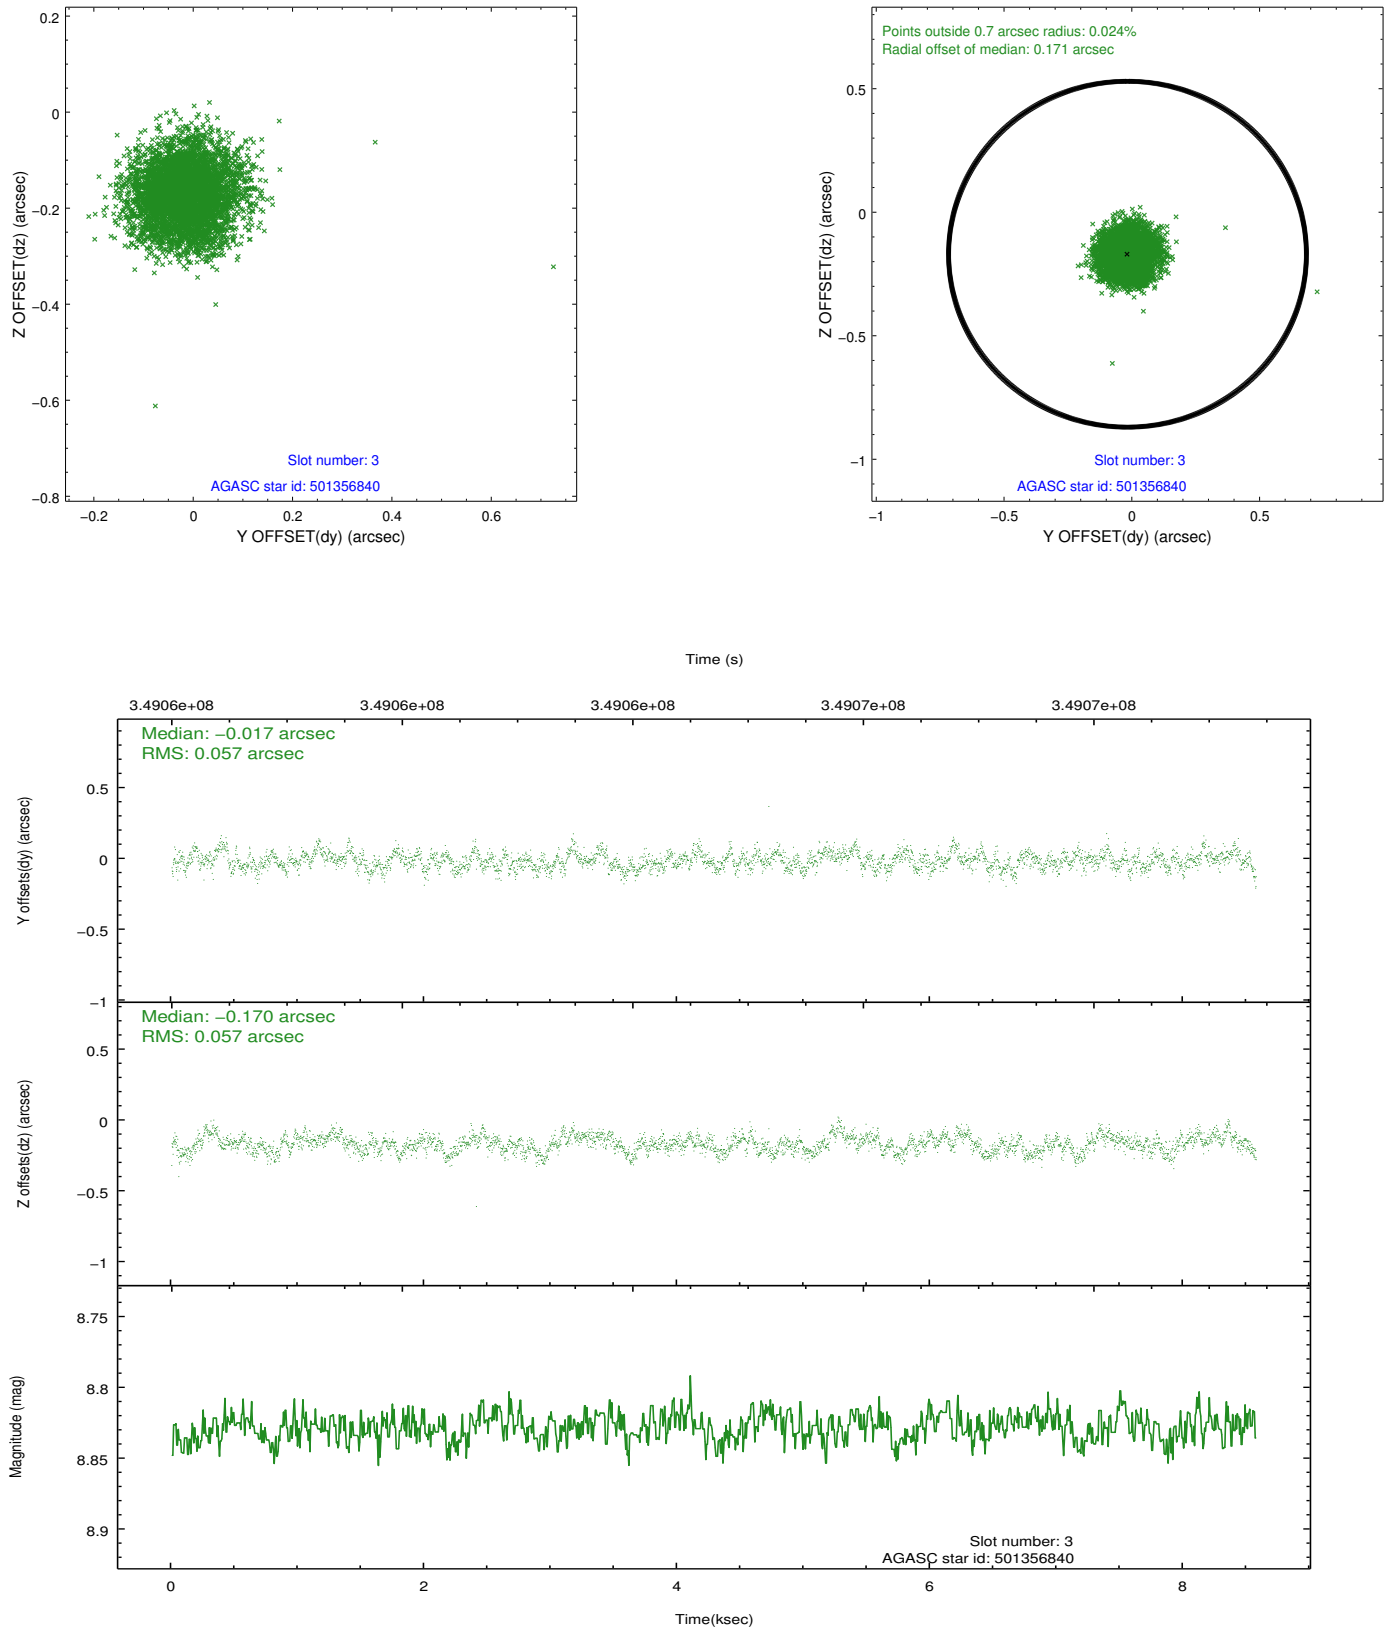 0.2
0
−0.2
−0.4
−0.6
−0.8
Z OFFSET(dz) (arcsec)
Slot number: 3
AGASC star id: 501356840
−0.2
0
0.2
0.4
0.6
Y OFFSET(dy) (arcsec)
Points outside 0.7 arcsec radius: 0.024%
Radial offset of median: 0.171 arcsec
0.5
0
−0.5
−1
Z OFFSET(dz) (arcsec)
Slot number: 3
AGASC star id: 501356840
−1
−0.5
0
0.5
Y OFFSET(dy) (arcsec)
Time (s)
3.4906e+08
3.4906e+08
3.4906e+08
3.4907e+08
3.4907e+08
Median: −0.017 arcsec
RMS: 0.057 arcsec
0.5
0
−0.5
−1
Y offsets(dy) (arcsec)
Median: −0.170 arcsec
RMS: 0.057 arcsec
0.5
0
−0.5
−1
Z offsets(dz) (arcsec)
8.75
8.8
8.85
8.9
Magnitude (mag)
Slot number: 3
AGASC star id: 501356840
0
2
4
6
8
Time(ksec)